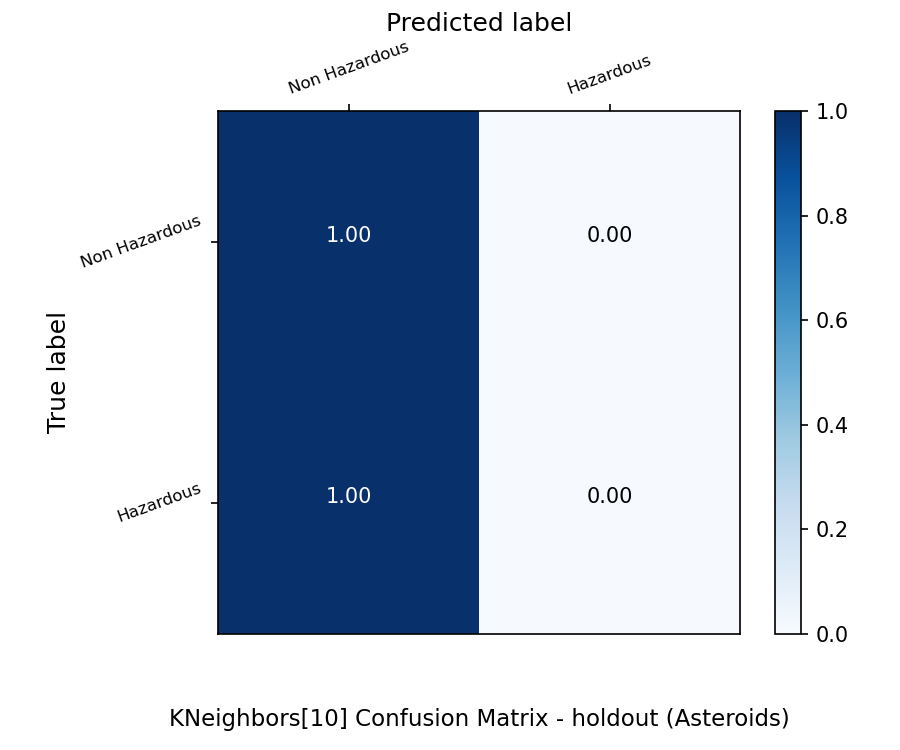 Predicted label
Non Hazardous
Hazardous
1.0
0.8
0.6
0.4
0.2
0.0
True label
Non Hazardous
1.00
0.00
Hazardous
1.00
0.00
KNeighbors[10] Confusion Matrix - holdout (Asteroids)